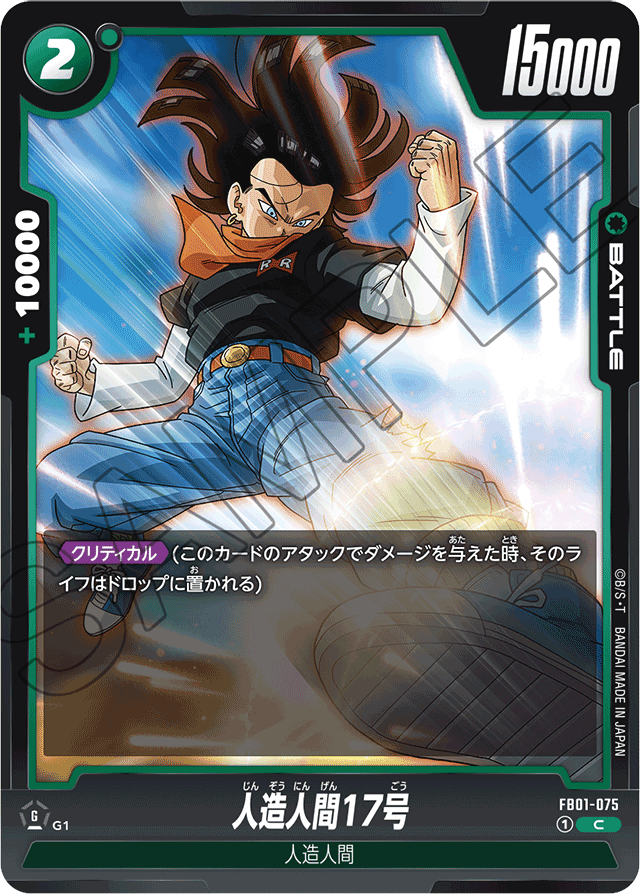 2
15000
+ 10000
BATTLE
RR
SAMPLE
クリティカル (このカードのアタックでダメージを与えた時、そのラ
イフはドロップに置かれる)
©B/S・T BANDAI MADE IN JAPAN
人造人間17号
FB01-075
G
G1
1 C
人造人間